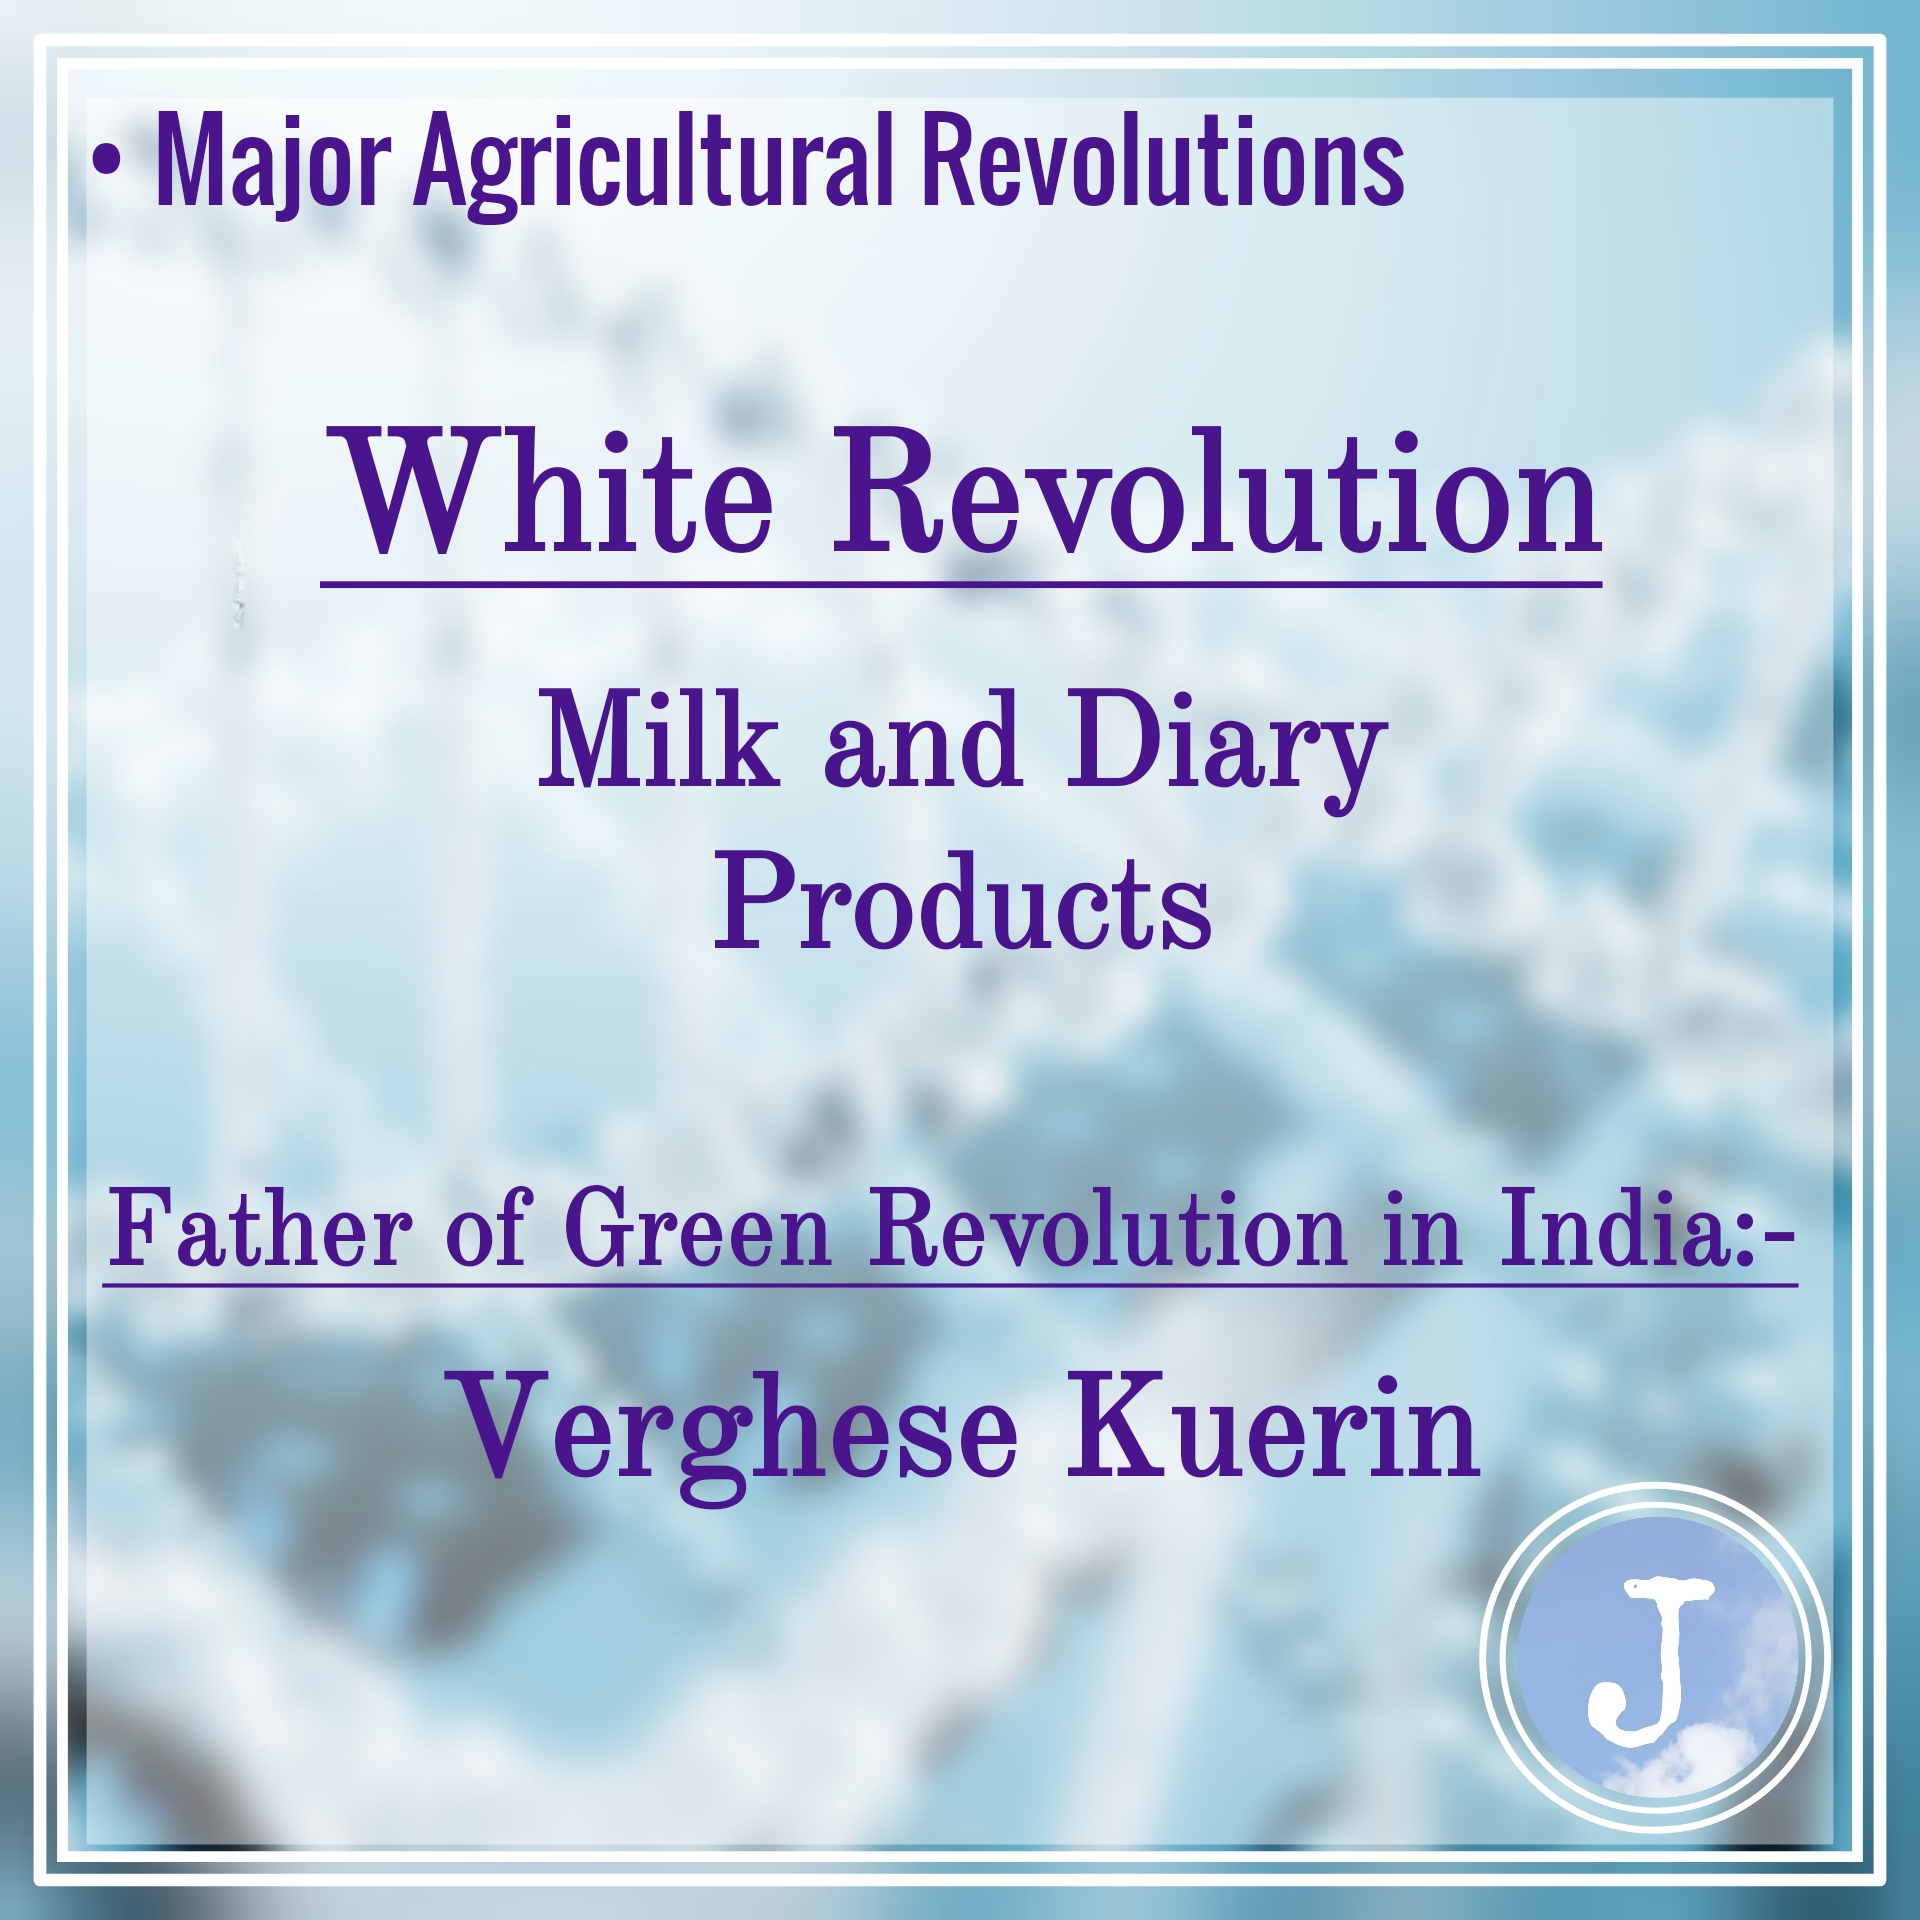 • Major Agricultural Revolutions
White Revolution
Milk and Diary
Products
Father of Green Revolution in India:-
Verghese Kuerin
J